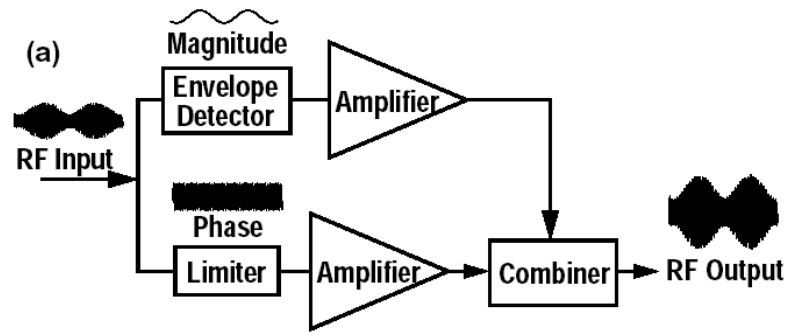 (a)
Magnitude
Envelope
Detector
Amplifier
RF Input
Phase
Limiter
Amplifier
Combiner
RF Output